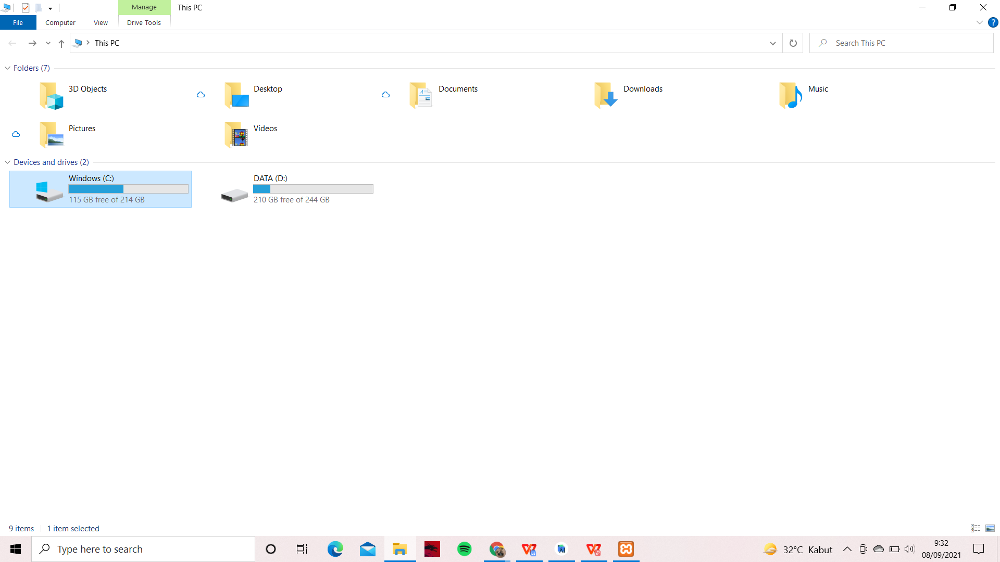 Manage
This PC
File
Computer
View
Drive Tools
This PC
Search This PC
Folders (7)
3D Objects
Desktop
Documents
Downloads
Music
Pictures
Videos
Devices and drives (2)
Windows (C:)
115 GB free of 214 GB
DATA (D:)
210 GB free of 244 GB
9 items
1 item selected
Type here to search
32°C Kabut
9:32
08/09/2021